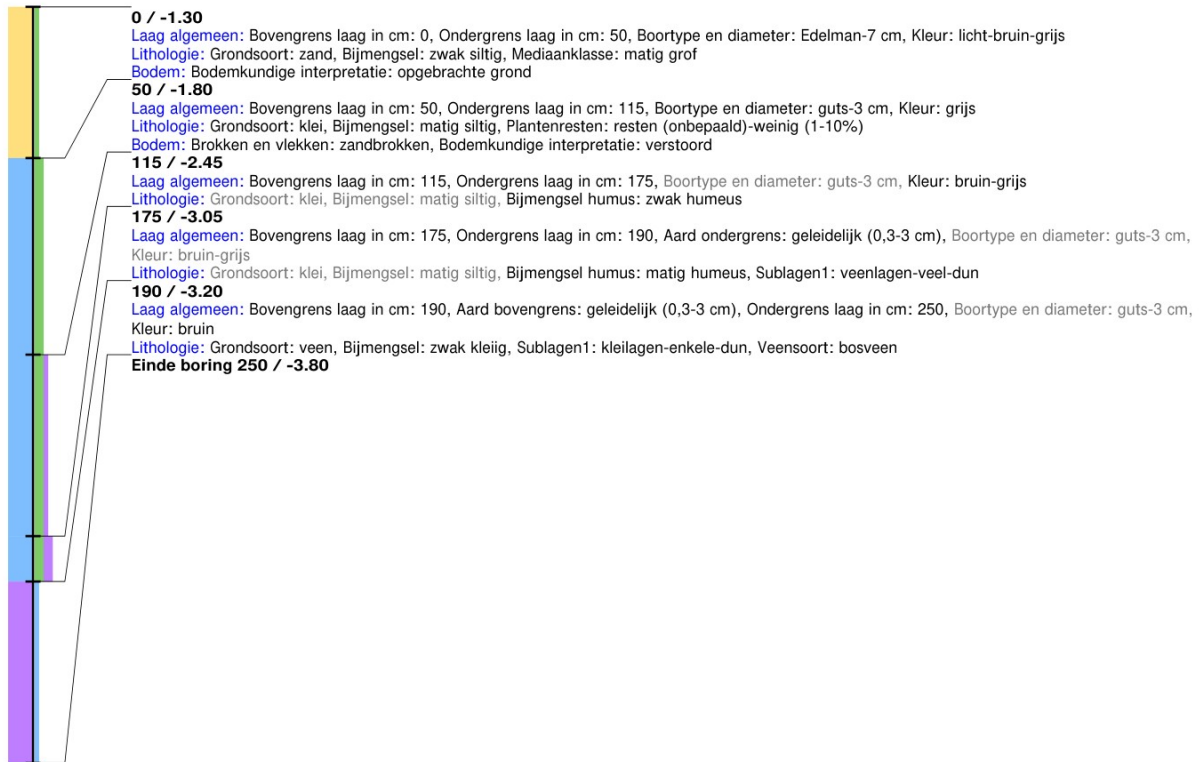 0 / -1.30
Laag algemeen: Bovengrens laag in cm: 0, Ondergrens laag in cm: 50, Boortype en diameter: Edelman-7 cm, Kleur: licht-bruin-grijs
Lithologie: Grondsoort: zand, Bijmengsel: zwak siltig, Mediaanklasse: matig grof
Bodem: Bodemkundige interpretatie: opgebrachte grond
50 / -1.80
Laag algemeen: Bovengrens laag in cm: 50, Ondergrens laag in cm: 115, Boortype en diameter: guts-3 cm, Kleur: grijs
Lithologie: Grondsoort: klei, Bijmengsel: matig siltig, Plantenresten: resten (onbepaald)-weinig (1-10%)
Bodem: Brokken en vlekken: zandbrokken, Bodemkundige interpretatie: verstoord
115 / -2.45
Laag algemeen: Bovengrens laag in cm: 115, Ondergrens laag in cm: 175, Boortype en diameter: guts-3 cm, Kleur: bruin-grijs
Lithologie: Grondsoort: klei, Bijmengsel: matig siltig, Bijmengsel humus: zwak humeus
175 / -3.05
Laag algemeen: Bovengrens laag in cm: 175, Ondergrens laag in cm: 190, Aard ondergrens: geleidelijk (0,3-3 cm), Boortype en diameter: guts-3 cm,
Kleur: bruin-grijs
Lithologie: Grondsoort: klei, Bijmengsel: matig siltig, Bijmengsel humus: matig humeus, Sublagen1: veenlagen-veel-dun
190 / -3.20
Laag algemeen: Bovengrens laag in cm: 190, Aard bovengrens: geleidelijk (0,3-3 cm), Ondergrens laag in cm: 250, Boortype en diameter: guts-3 cm,
Kleur: bruin
Lithologie: Grondsoort: veen, Bijmengsel: zwak kleiig, Sublagen1: kleilagen-enkele-dun, Veensoort: bosveen
Einde boring 250 / -3.80